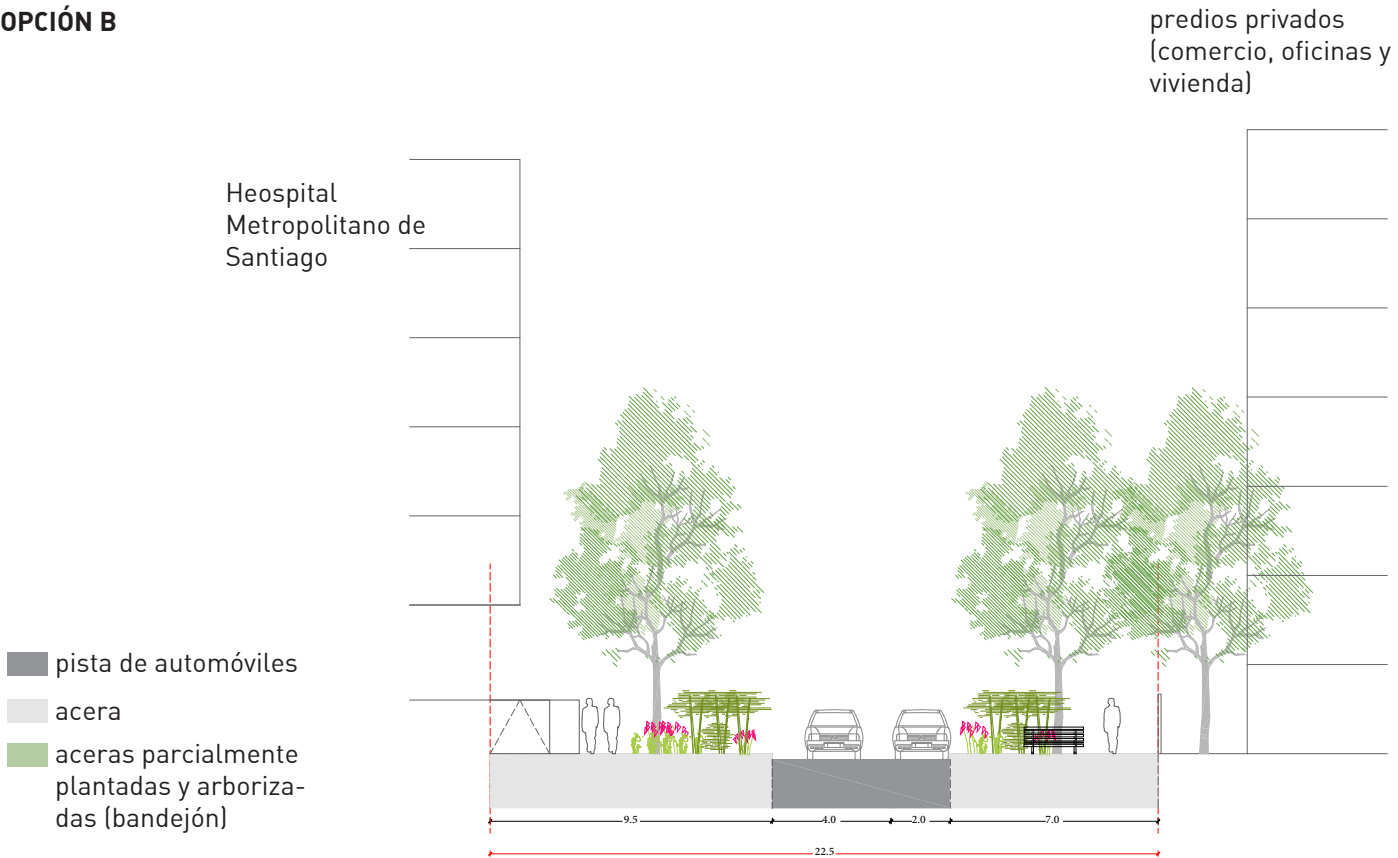 OPCIÓN B
predios privados
(comercio, oficinas y
vivienda)
Heospital
Metropolitano de
Santiago
pista de automóviles
acera
aceras parcialmente
plantadas y arboriza-
das (bandejón)
9.5 4.0 2.0 7.0
22.5